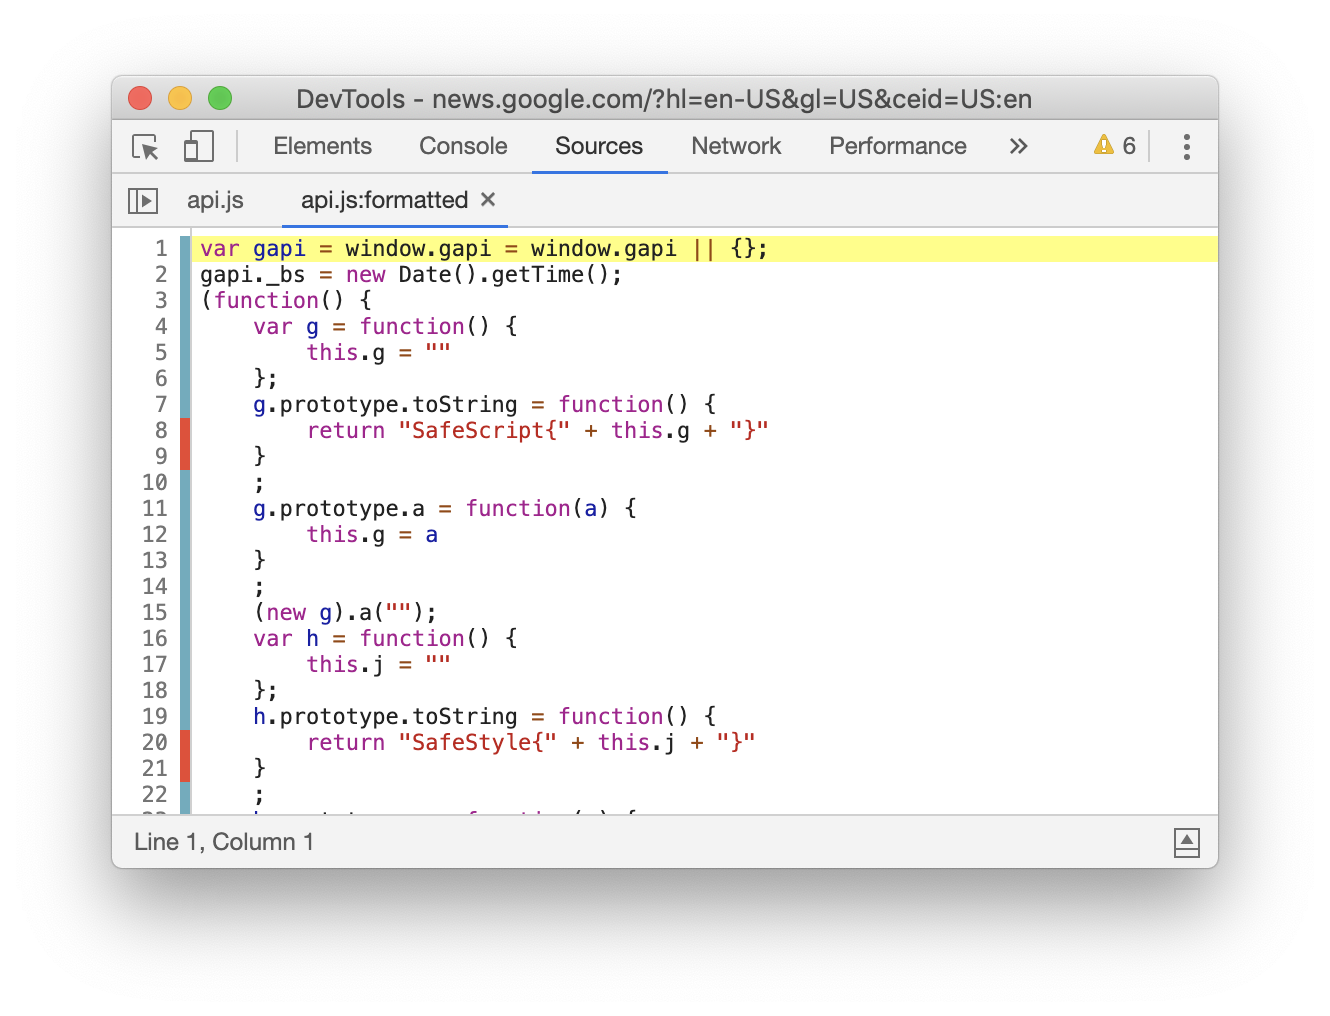 DevTools - news.google.com/?hl=en-US&gl=US&ceid=US:en
Elements Console Sources Network Performance » 6
api.js api.js:formatted ×
1 var gapi = window.gapi = window.gapi || {};
2 gapi._bs = new Date().getTime();
3 (function() {
4     var g = function() {
5         this.g = ""
6     };
7     g.prototype.toString = function() {
8         return "SafeScript{" + this.g + "}"
9     }
10     ;
11     g.prototype.a = function(a) {
12         this.g = a
13     }
14     ;
15     (new g).a("");
16     var h = function() {
17         this.j = ""
18     };
19     h.prototype.toString = function() {
20         return "SafeStyle{" + this.j + "}"
21     }
22     ;
Line 1, Column 1